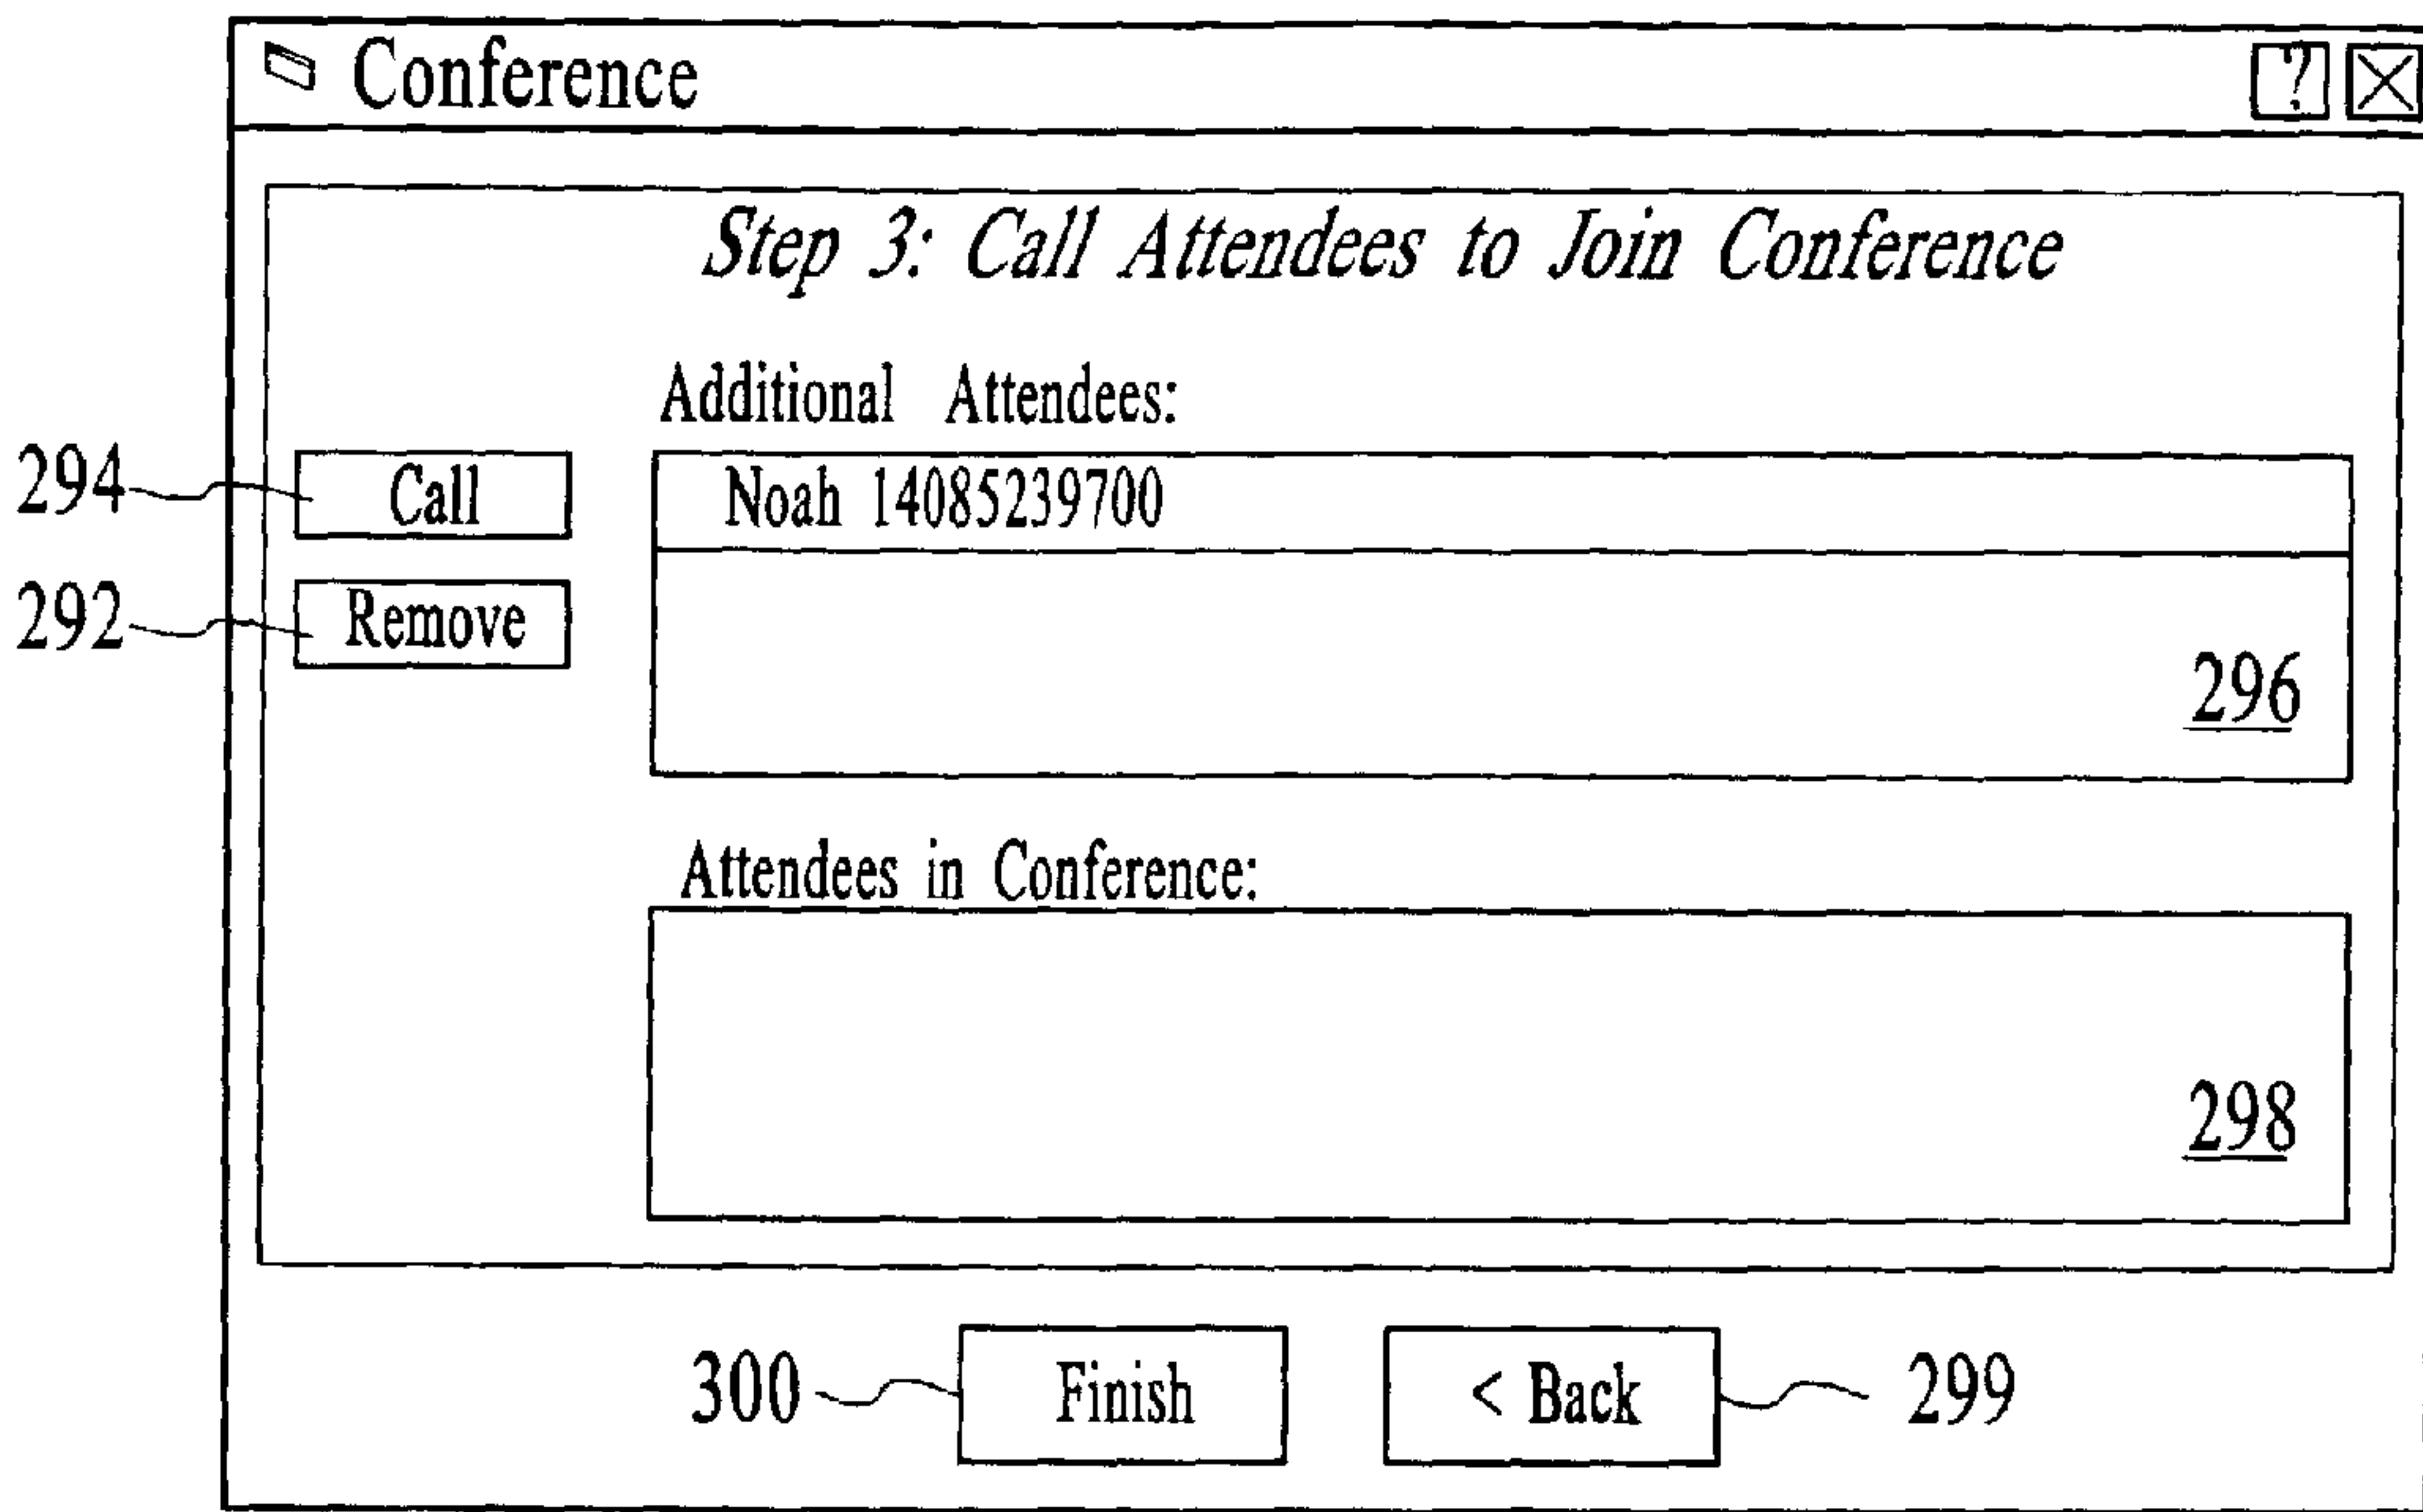 Conference ?
Step 3: Call Attendees to Join Conference
Additional Attendees:
294 Call Noah 14085239700
292 Remove
296
Attendees in Conference:
298
300 Finish < Back 299